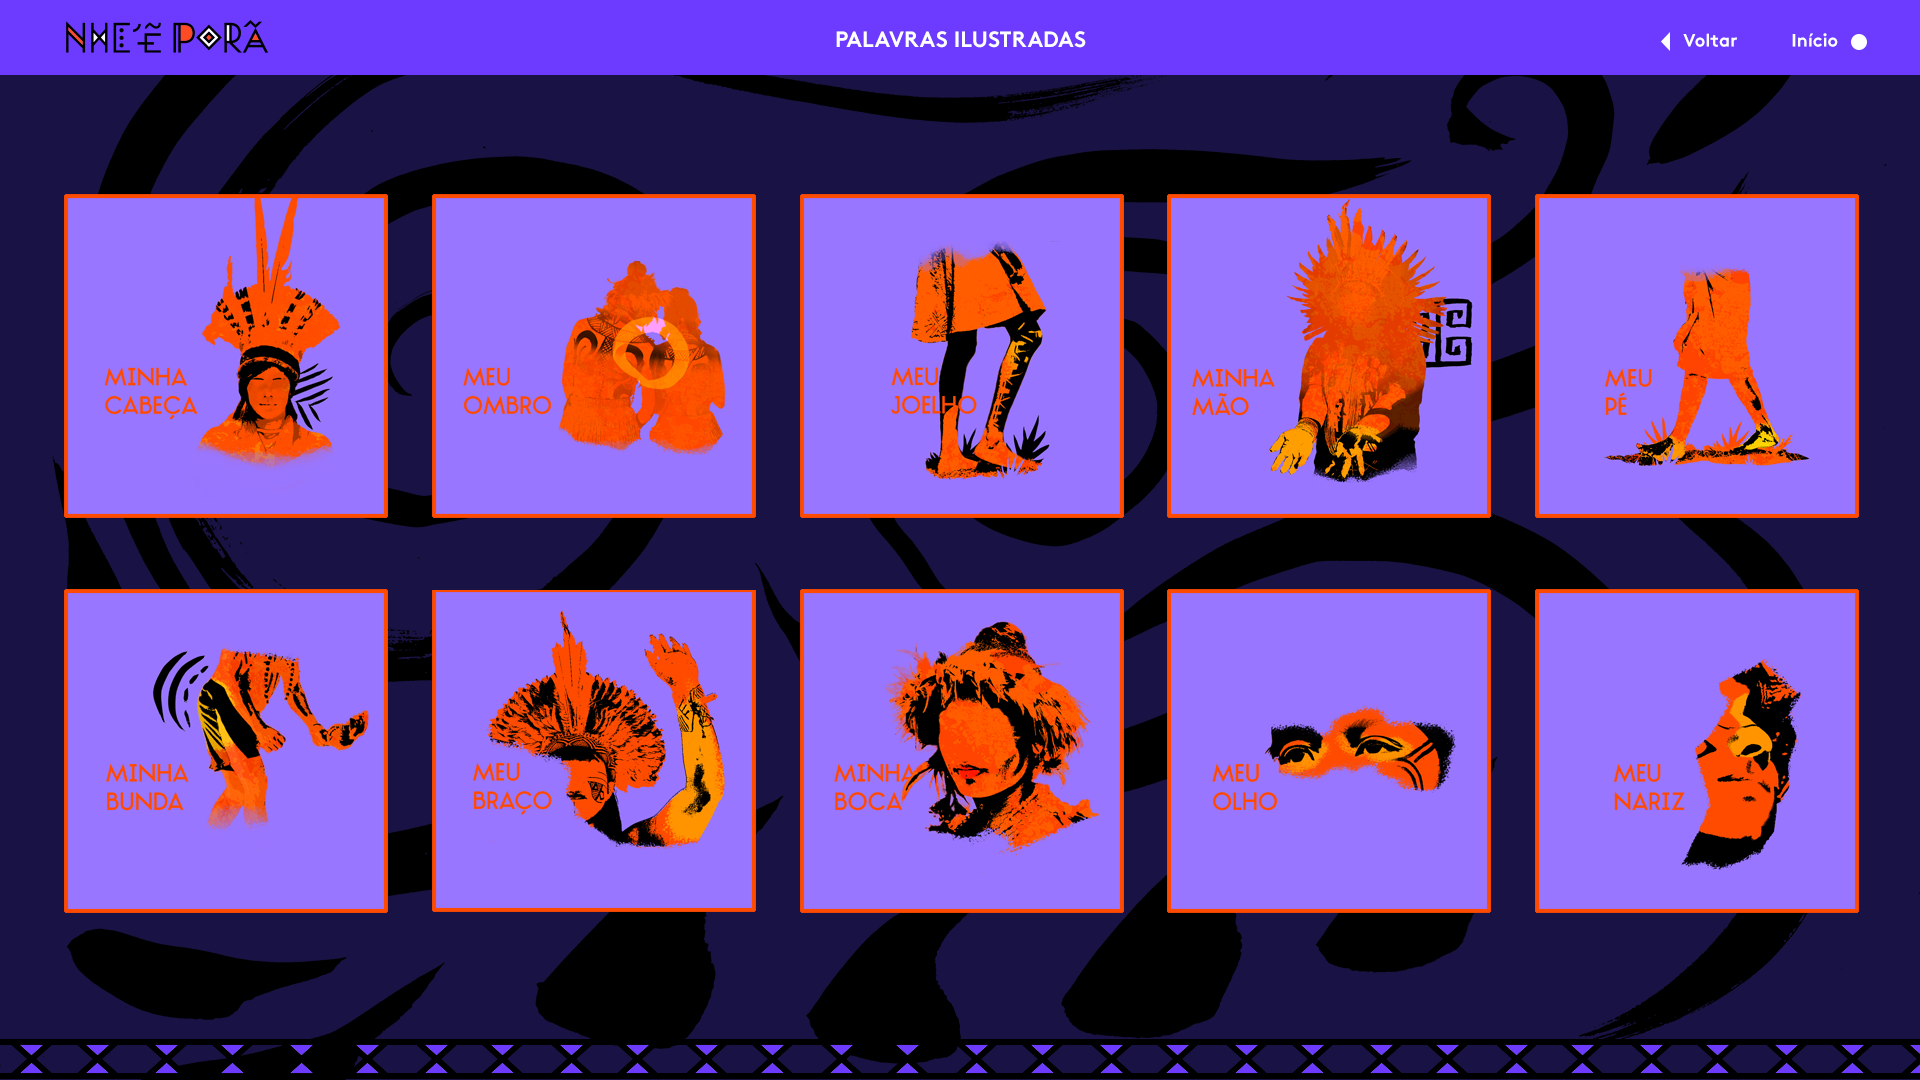 NHE'Ẽ PORÃ
PALAVRAS ILUSTRADAS
Voltar
Início
MINHA
CABEÇA
MEU
OMBRO
MEU
JOELHO
MINHA
MÃO
MEU
PÉ
MINHA
BUNDA
MEU
BRAÇO
MINHA
BOCA
MEU
OLHO
MEU
NARIZ